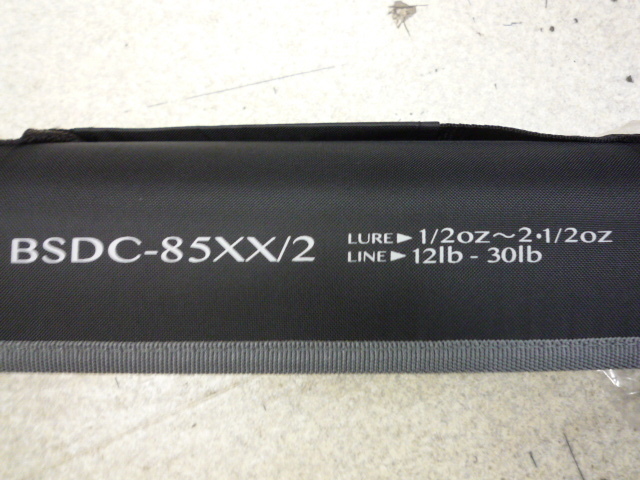 BSDC-85XX/2
LURE▶1/2oz～2·1/2oz
LINE▶12lb - 30lb